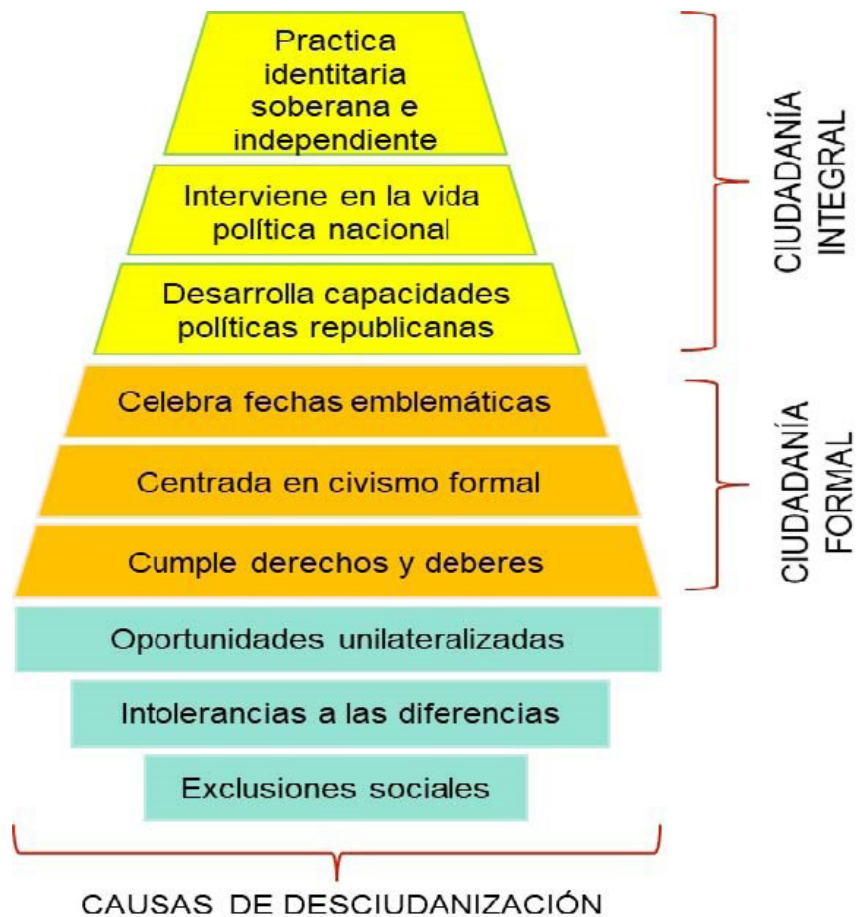 Practica
identitaria
soberana e
independiente
Interviene en la vida
política nacional
Desarrolla capacidades
políticas republicanas
CIUDADANÍA
INTEGRAL
Celebra fechas emblemáticas
Centrada en civismo formal
Cumple derechos y deberes
CIUDADANÍA
FORMAL
Oportunidades unilateralizadas
Intolerancias a las diferencias
Exclusiones sociales
CAUSAS DE DESCIUDANIZACIÓN